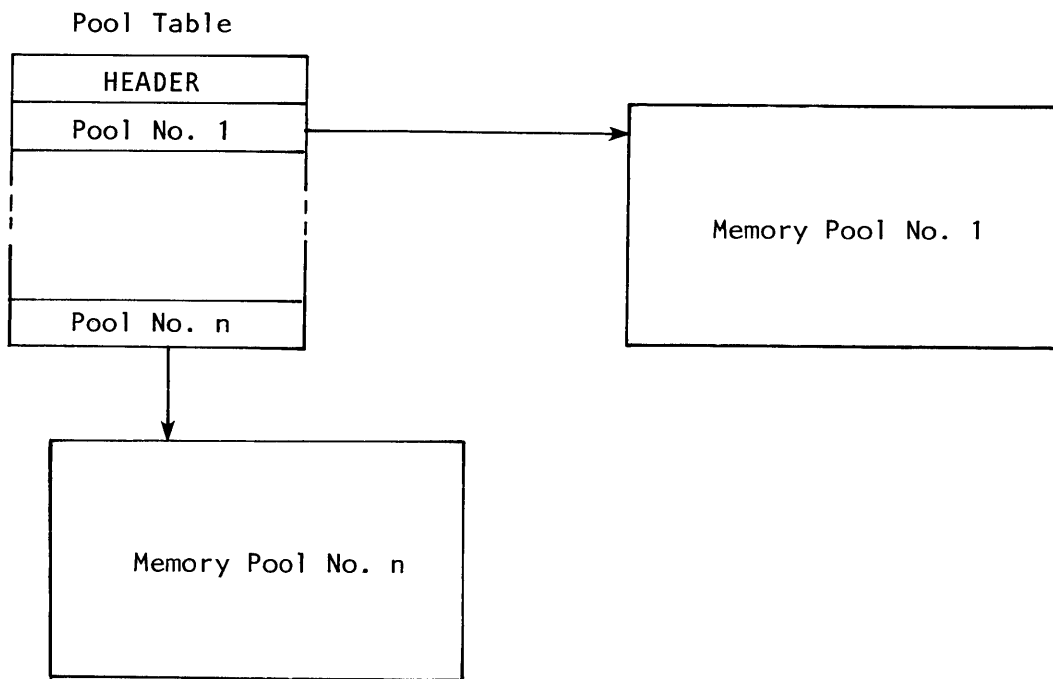 Pool Table
HEADER
Pool No. 1
Memory Pool No. 1
Pool No. n
Memory Pool No. n